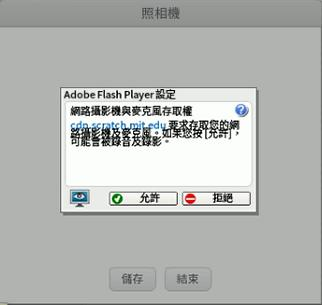 照相機
Adobe Flash Player 設定
網路攝影機與麥克風存取權
cdn.scratch.mit.edu 要求存取您的網
路攝影機及麥克風。如果您按 [允許]，
可能會被錄音及錄影。
允許
拒絕
儲存
結束